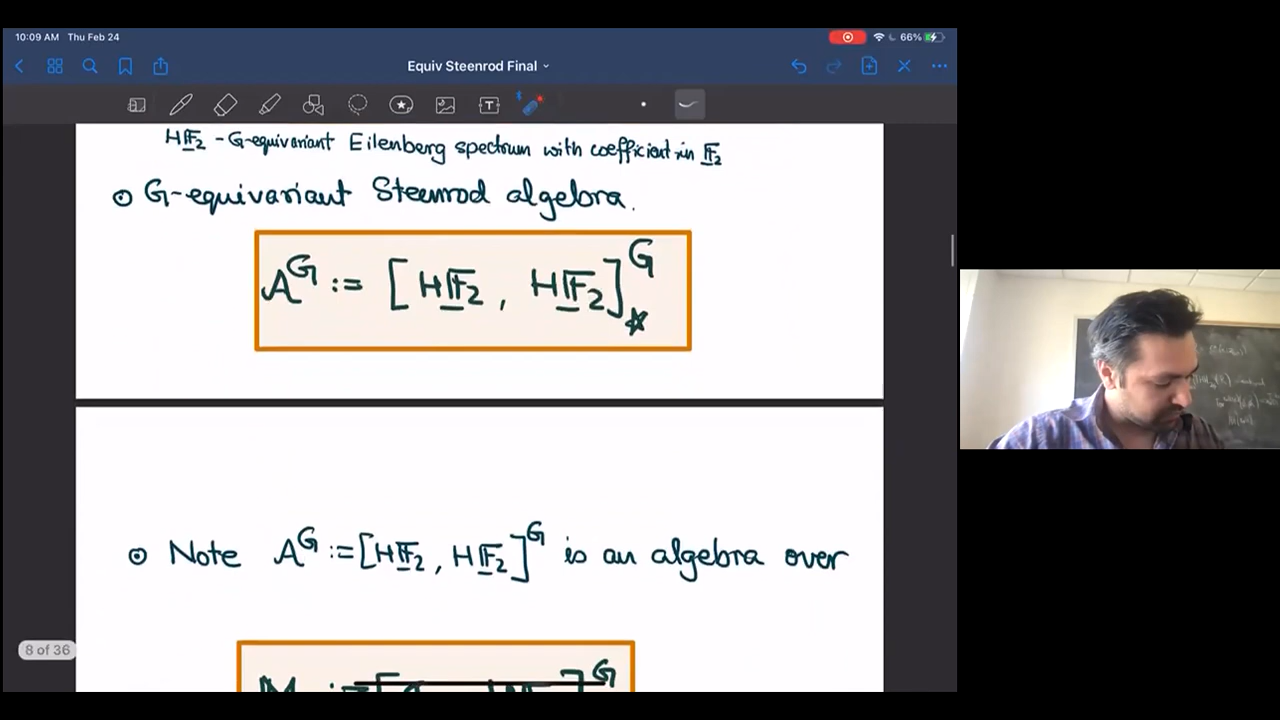 10:09 AM Thu Feb 24
66%
Equiv Steenrod Final
HF̲₂ - G-equivariant Eilenberg spectrum with coefficient in F̲₂
⊙ G-equivariant Steenrod algebra.
A^G := [HF̲₂, HF̲₂]^G_☆
⊙ Note A^G := [HF̲₂, HF̲₂]^G is an algebra over
8 of 36